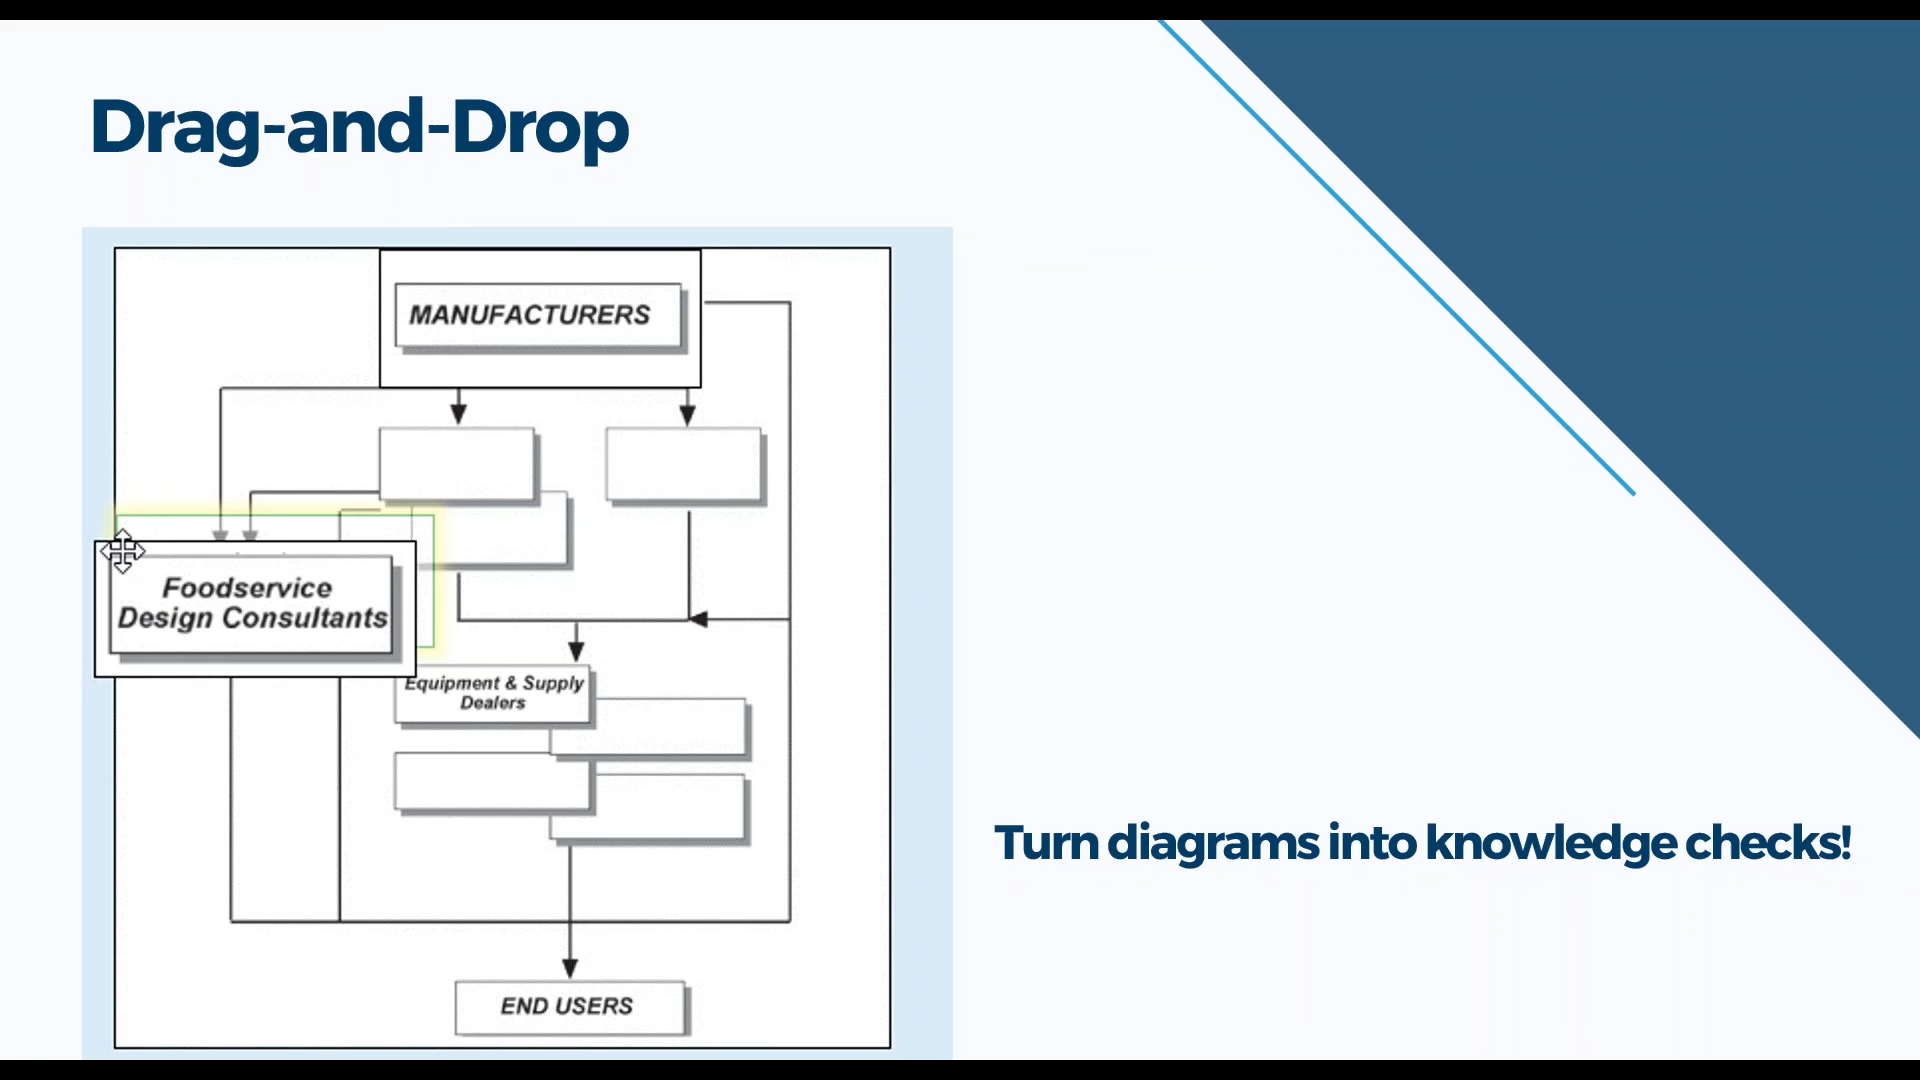 Drag-and-Drop
MANUFACTURERS
Foodservice
Design Consultants
Equipment & Supply
Dealers
END USERS
Turn diagrams into knowledge checks!